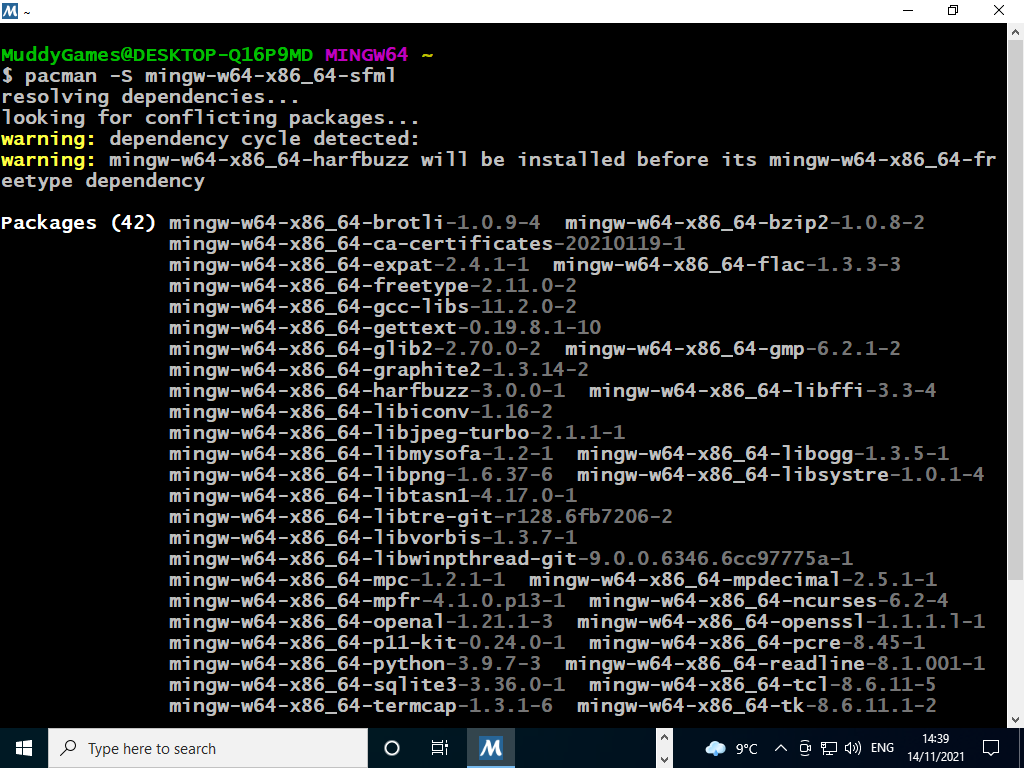 ~
MuddyGames@DESKTOP-Q16P9MD MINGW64 ~
$ pacman -S mingw-w64-x86_64-sfml
resolving dependencies...
looking for conflicting packages...
warning: dependency cycle detected:
warning: mingw-w64-x86_64-harfbuzz will be installed before its mingw-w64-x86_64-fr
eetype dependency
Packages (42) mingw-w64-x86_64-brotli-1.0.9-4 mingw-w64-x86_64-bzip2-1.0.8-2
mingw-w64-x86_64-ca-certificates-20210119-1
mingw-w64-x86_64-expat-2.4.1-1 mingw-w64-x86_64-flac-1.3.3-3
mingw-w64-x86_64-freetype-2.11.0-2
mingw-w64-x86_64-gcc-libs-11.2.0-2
mingw-w64-x86_64-gettext-0.19.8.1-10
mingw-w64-x86_64-glib2-2.70.0-2 mingw-w64-x86_64-gmp-6.2.1-2
mingw-w64-x86_64-graphite2-1.3.14-2
mingw-w64-x86_64-harfbuzz-3.0.0-1 mingw-w64-x86_64-libffi-3.3-4
mingw-w64-x86_64-libiconv-1.16-2
mingw-w64-x86_64-libjpeg-turbo-2.1.1-1
mingw-w64-x86_64-libmysofa-1.2-1 mingw-w64-x86_64-libogg-1.3.5-1
mingw-w64-x86_64-libpng-1.6.37-6 mingw-w64-x86_64-libsystre-1.0.1-4
mingw-w64-x86_64-libtasn1-4.17.0-1
mingw-w64-x86_64-libtre-git-r128.6fb7206-2
mingw-w64-x86_64-libvorbis-1.3.7-1
mingw-w64-x86_64-libwinpthread-git-9.0.0.6346.6cc97775a-1
mingw-w64-x86_64-mpc-1.2.1-1 mingw-w64-x86_64-mpdecimal-2.5.1-1
mingw-w64-x86_64-mpfr-4.1.0.p13-1 mingw-w64-x86_64-ncurses-6.2-4
mingw-w64-x86_64-openal-1.21.1-3 mingw-w64-x86_64-openssl-1.1.1.l-1
mingw-w64-x86_64-p11-kit-0.24.0-1 mingw-w64-x86_64-pcre-8.45-1
mingw-w64-x86_64-python-3.9.7-3 mingw-w64-x86_64-readline-8.1.001-1
mingw-w64-x86_64-sqlite3-3.36.0-1 mingw-w64-x86_64-tcl-8.6.11-5
mingw-w64-x86_64-termcap-1.3.1-6 mingw-w64-x86_64-tk-8.6.11.1-2
Type here to search
9°C
ENG
14:39
14/11/2021